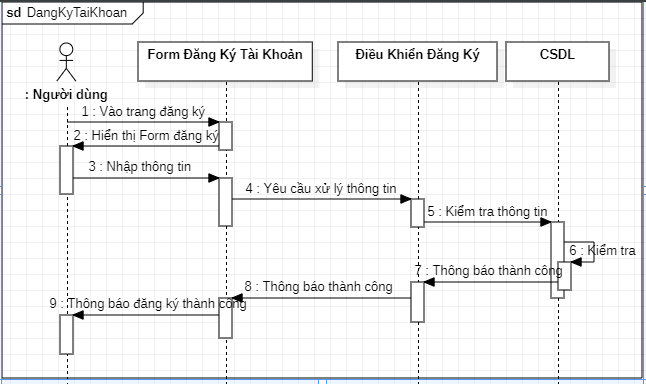 sd DangKyTaiKhoan
Form Đăng Ký Tài Khoản
Điều Khiển Đăng Ký
CSDL
: Người dùng
1 : Vào trang đăng ký
2 : Hiển thị Form đăng ký
3 : Nhập thông tin
4 : Yêu cầu xử lý thông tin
5 : Kiểm tra thông tin
6 : Kiểm tra
7 : Thông báo thành công
8 : Thông báo thành công
9 : Thông báo đăng ký thành công